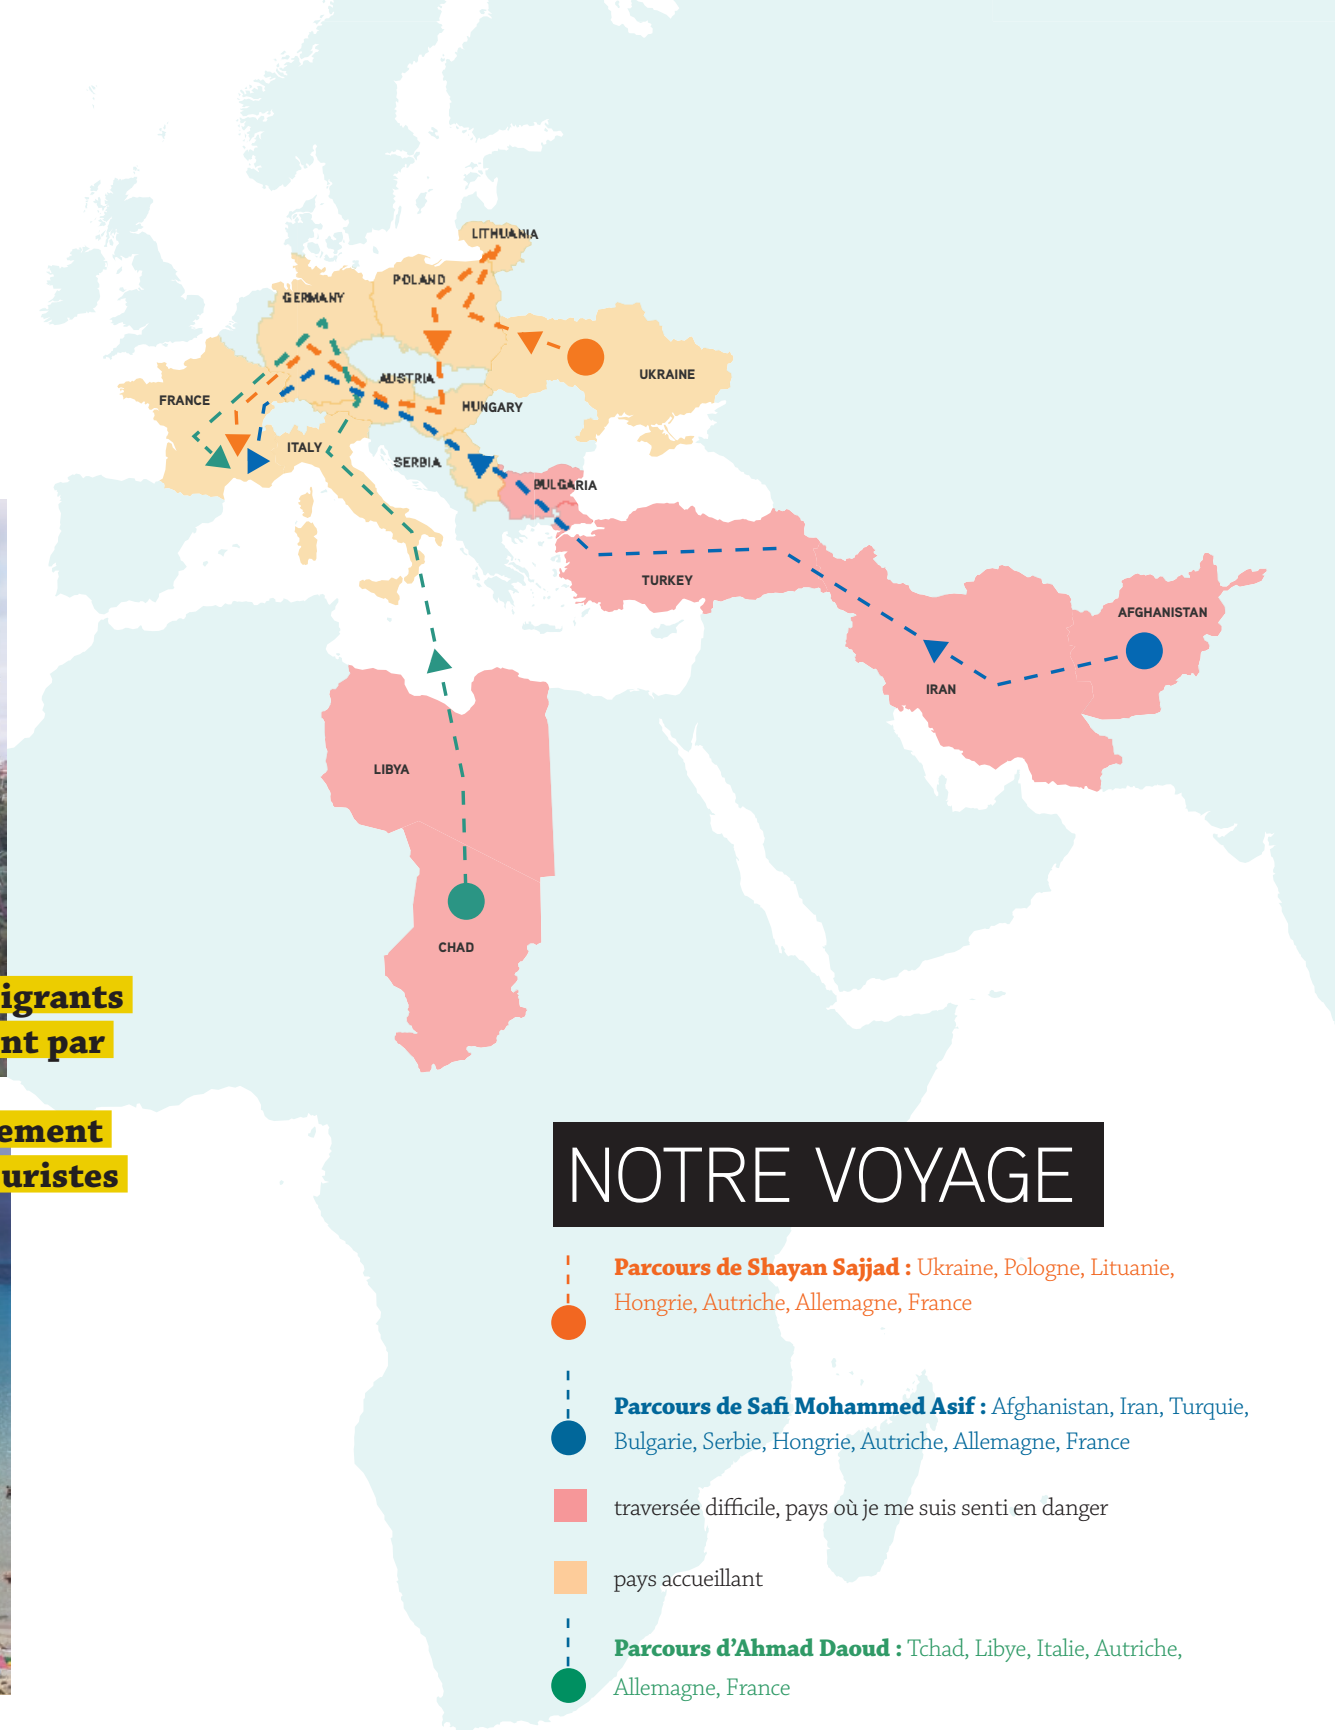 LITHUANIA
POLAND
GERMANY
UKRAINE
AUSTRIA
FRANCE
HUNGARY
ITALY
SERBIA
BULGARIA
TURKEY
AFGHANISTAN
IRAN
LIBYA
CHAD
igrants
nt par
ement
uristes
NOTRE VOYAGE
Parcours de Shayan Sajjad : Ukraine, Pologne, Lituanie,
Hongrie, Autriche, Allemagne, France
Parcours de Safi Mohammed Asif : Afghanistan, Iran, Turquie,
Bulgarie, Serbie, Hongrie, Autriche, Allemagne, France
traversée difficile, pays où je me suis senti en danger
pays accueillant
Parcours d’Ahmad Daoud : Tchad, Libye, Italie, Autriche,
Allemagne, France